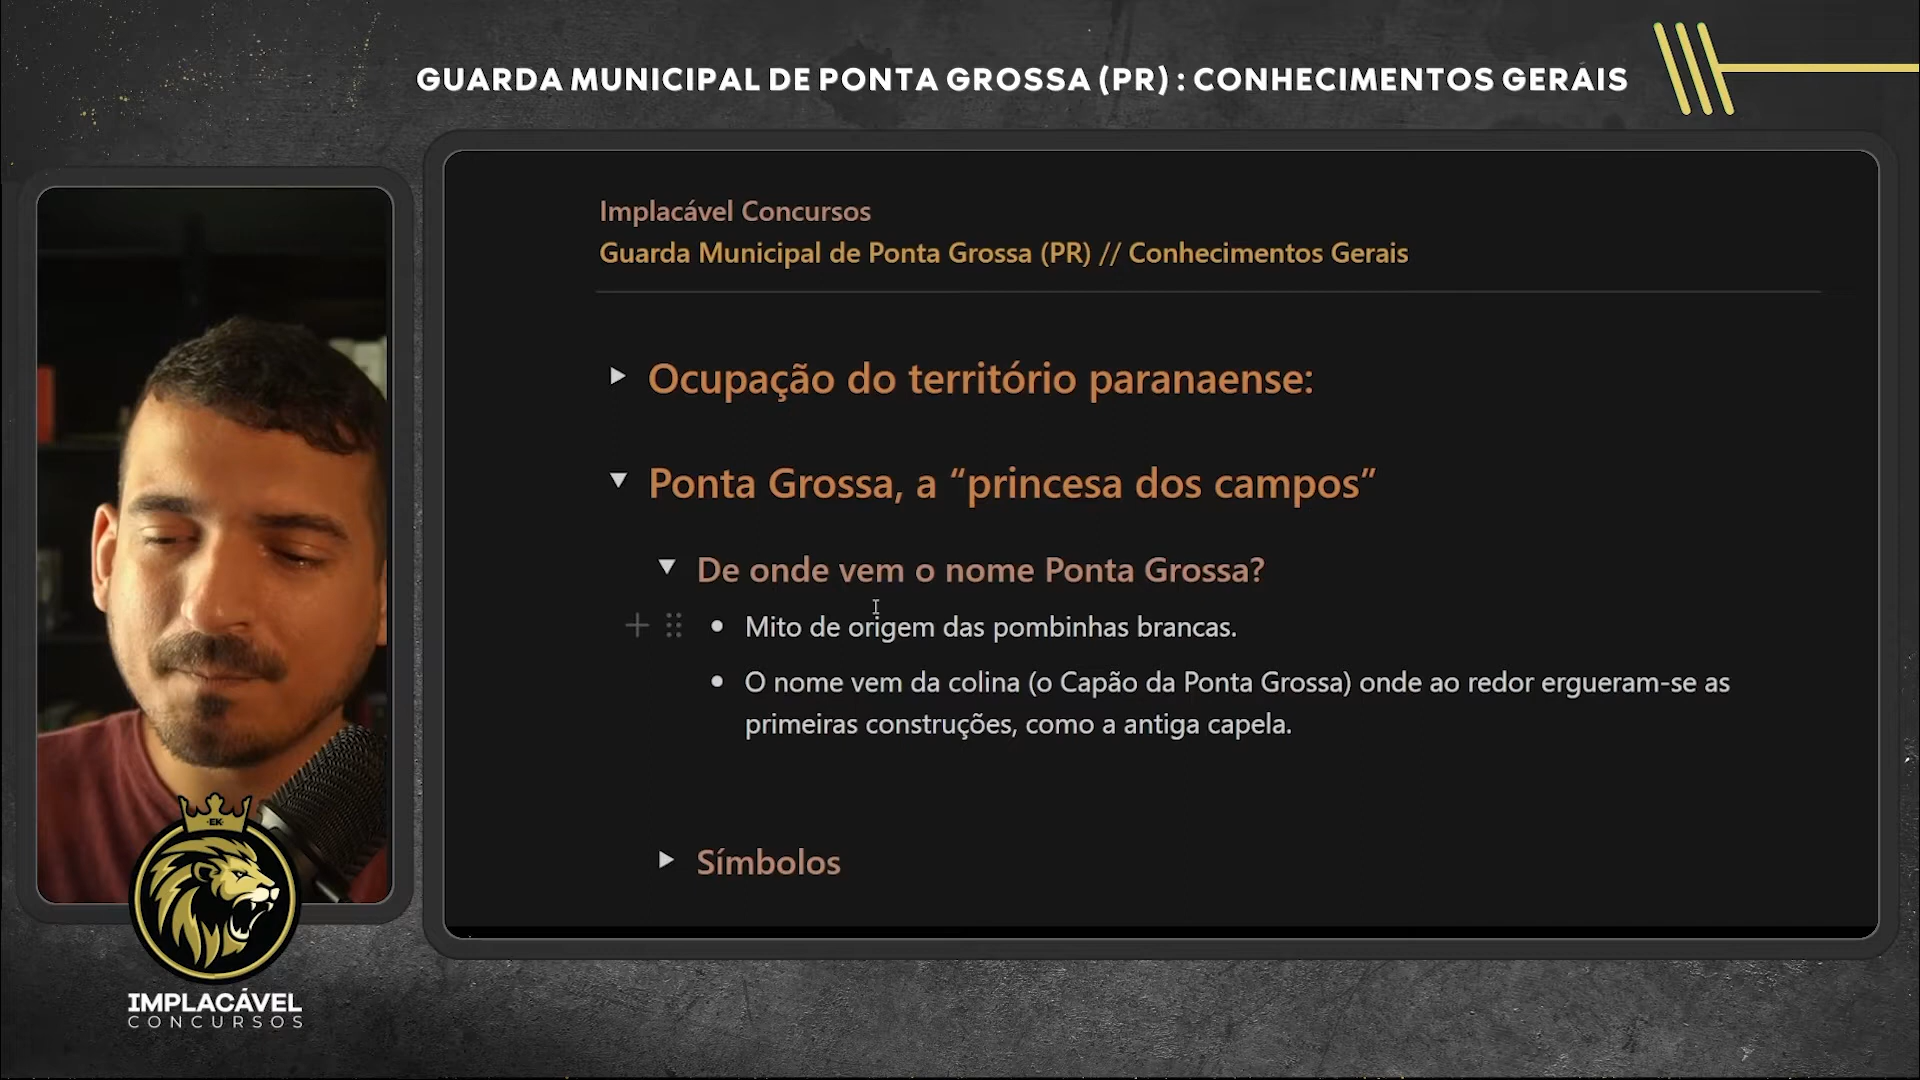 GUARDA MUNICIPAL DE PONTA GROSSA (PR) : CONHECIMENTOS GERAIS
Implacável Concursos
Guarda Municipal de Ponta Grossa (PR) // Conhecimentos Gerais
Ocupação do território paranaense:
Ponta Grossa, a “princesa dos campos”
De onde vem o nome Ponta Grossa?
Mito de origem das pombinhas brancas.
O nome vem da colina (o Capão da Ponta Grossa) onde ao redor ergueram-se as
primeiras construções, como a antiga capela.
Símbolos
EK
IMPLACÁVEL
CONCURSOS